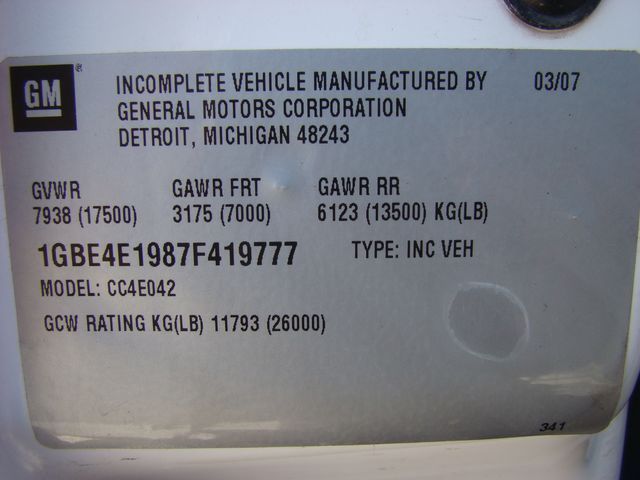 GM ®
INCOMPLETE VEHICLE MANUFACTURED BY 03/07
GENERAL MOTORS CORPORATION
DETROIT, MICHIGAN 48243
GVWR GAWR FRT GAWR RR
7938 (17500) 3175 (7000) 6123 (13500) KG(LB)
1GBE4E1987F419777 TYPE: INC VEH
MODEL: CC4E042
GCW RATING KG(LB) 11793 (26000)
341